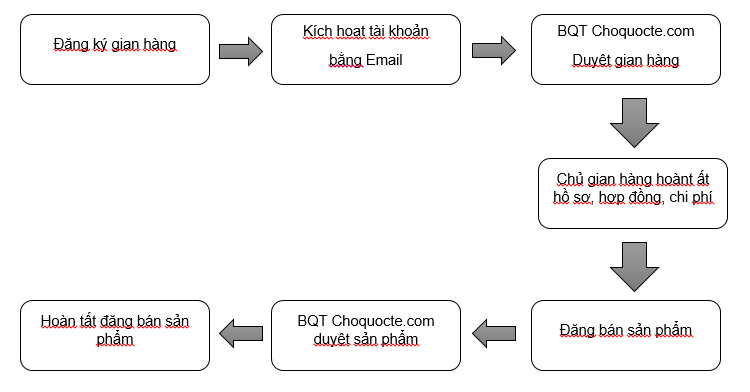 Đăng ký gian hàng
Kích hoạt tài khoản
bằng Email
BQT Choquocte.com
Duyệt gian hàng
Chủ gian hàng hoànt ất
hồ sơ, hợp đồng, chi phí
Đăng bán sản phẩm
BQT Choquocte.com
duyệt sản phẩm
Hoàn tất đăng bán sản
phẩm